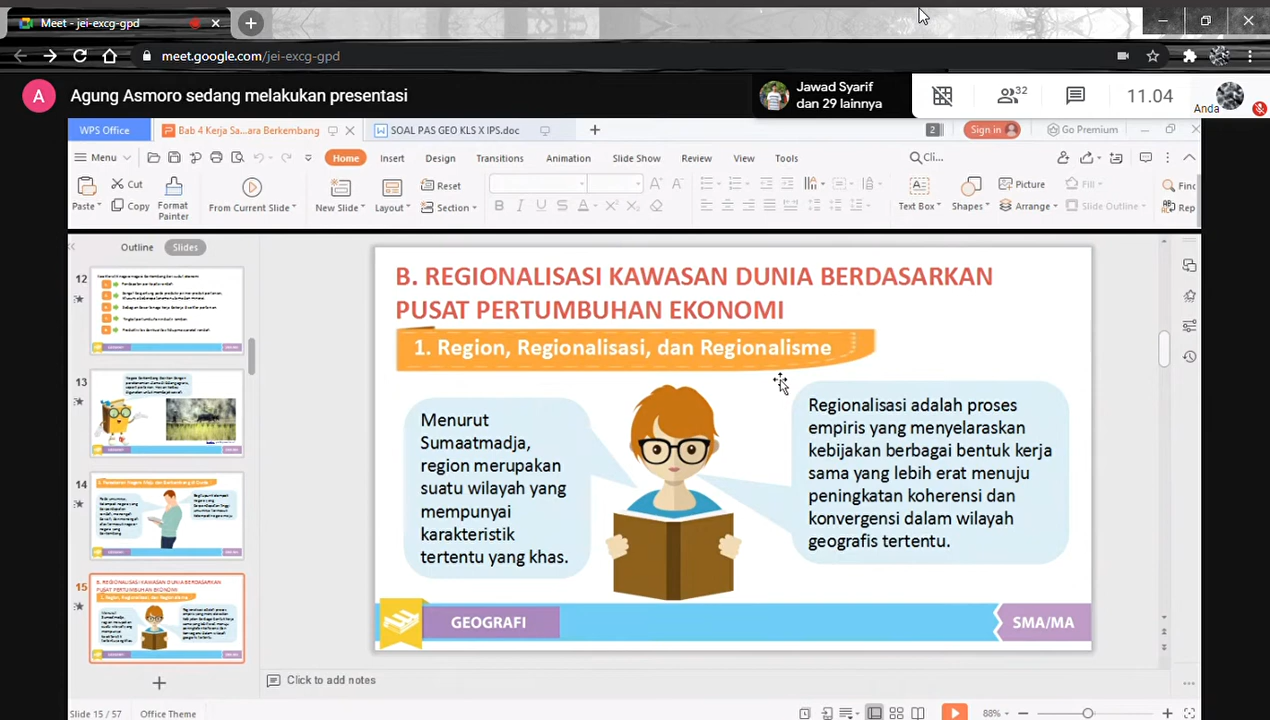 Meet - jei-excg-gpd
meet.google.com/jei-excg-gpd
A Agung Asmoro sedang melakukan presentasi
Jawad Syarif
dan 29 lainnya
32
11.04
Anda
WPS Office
Bab 4 Kerja Sa...ara Berkembang
SOAL PAS GEO KLS X IPS.doc
2
Sign in
Go Premium
Menu
Home
Insert
Design
Transitions
Animation
Slide Show
Review
View
Tools
Cli...
Paste
Cut
Copy
Format
Painter
From Current Slide
New Slide
Layout
Reset
Section
B I U S A X² X₂
Text Box
Shapes
Picture
Arrange
Fill
Slide Outline
Find
Rep
Outline
Slides
12
13
14
15
B. REGIONALISASI KAWASAN DUNIA BERDASARKAN
PUSAT PERTUMBUHAN EKONOMI
1. Region, Regionalisasi, dan Regionalisme
Menurut
Sumaatmadja,
region merupakan
suatu wilayah yang
mempunyai
karakteristik
tertentu yang khas.
Regionalisasi adalah proses
empiris yang menyelaraskan
kebijakan berbagai bentuk kerja
sama yang lebih erat menuju
peningkatan koherensi dan
konvergensi dalam wilayah
geografis tertentu.
GEOGRAFI
SMA/MA
Click to add notes
Slide 15 / 57
Office Theme
88%